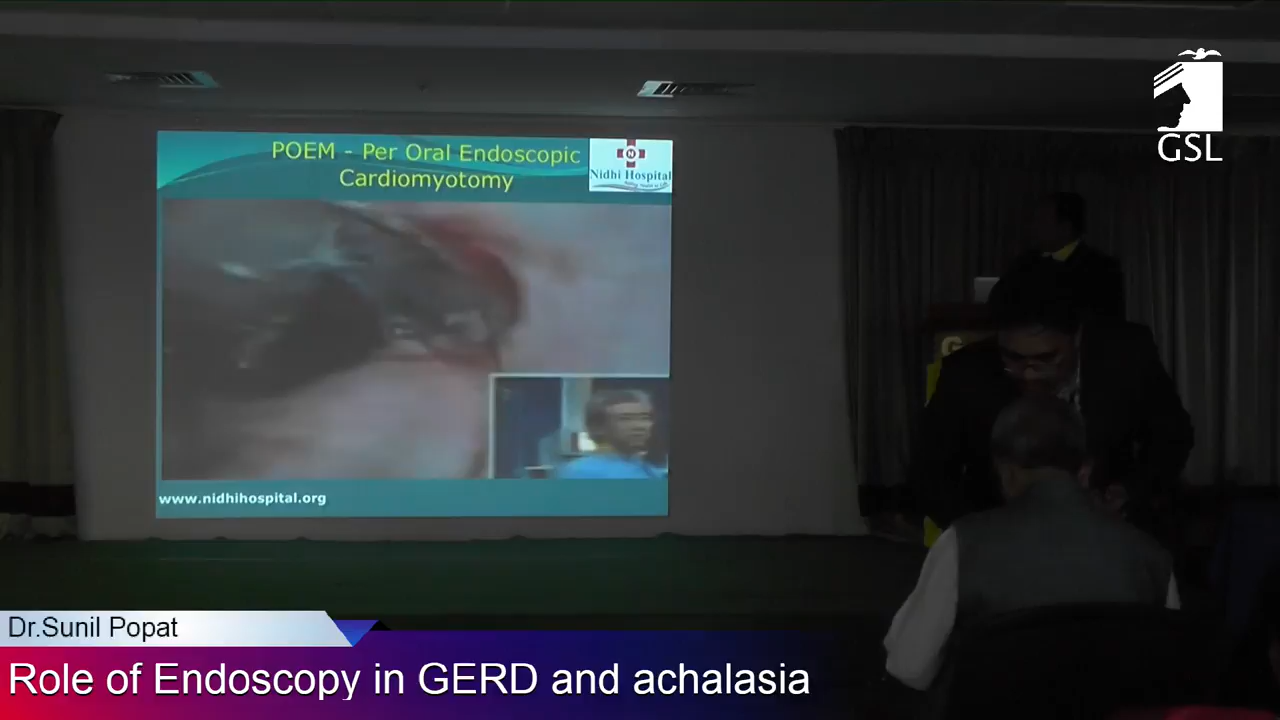 GSL
POEM - Per Oral Endoscopic
Cardiomyotomy
N
Nidhi Hospital
www.nidhihospital.org
G
Dr.Sunil Popat
Role of Endoscopy in GERD and achalasia